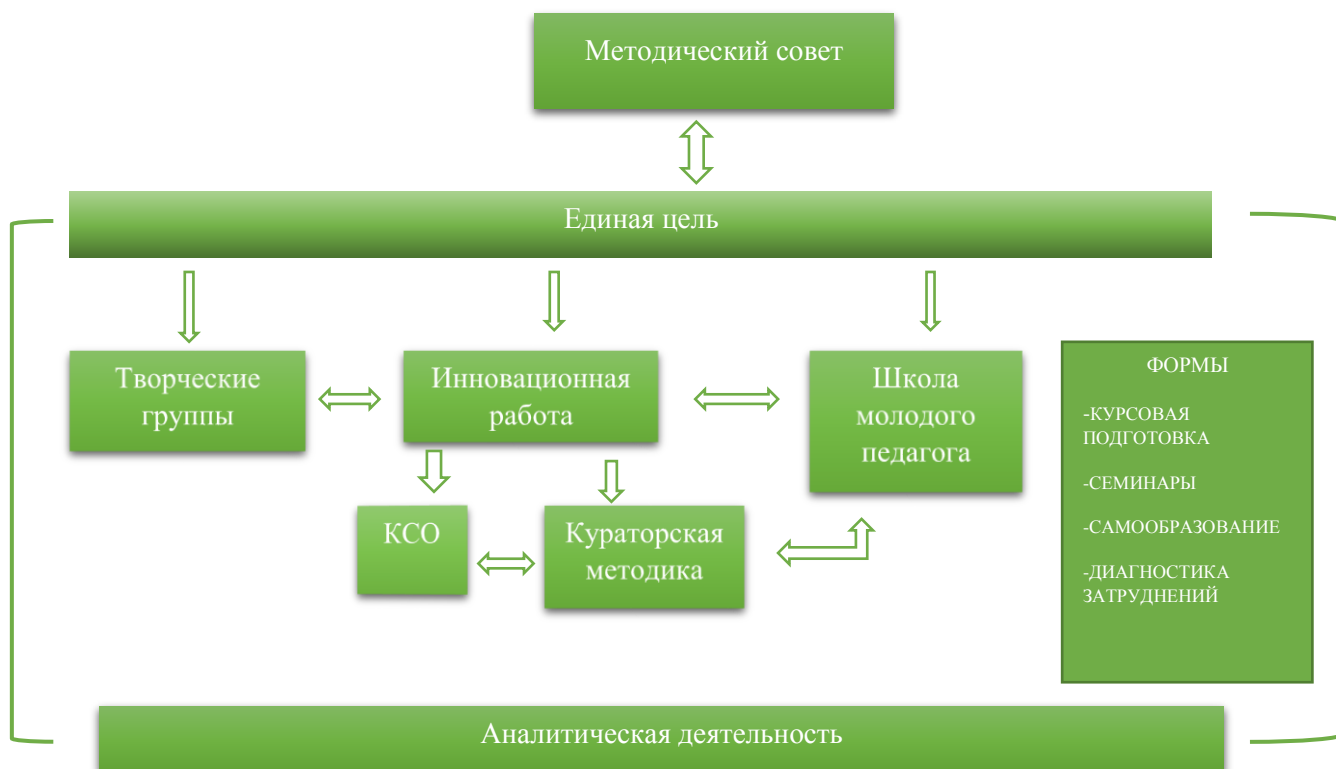 Методический совет
Единая цель
Творческие
группы
Инновационная
работа
Школа
молодого
педагога
КСО
Кураторская
методика
ФОРМЫ
-КУРСОВАЯ
ПОДГОТОВКА
-СЕМИНАРЫ
-САМООБРАЗОВАНИЕ
-ДИАГНОСТИКА
ЗАТРУДНЕНИЙ
Аналитическая деятельность